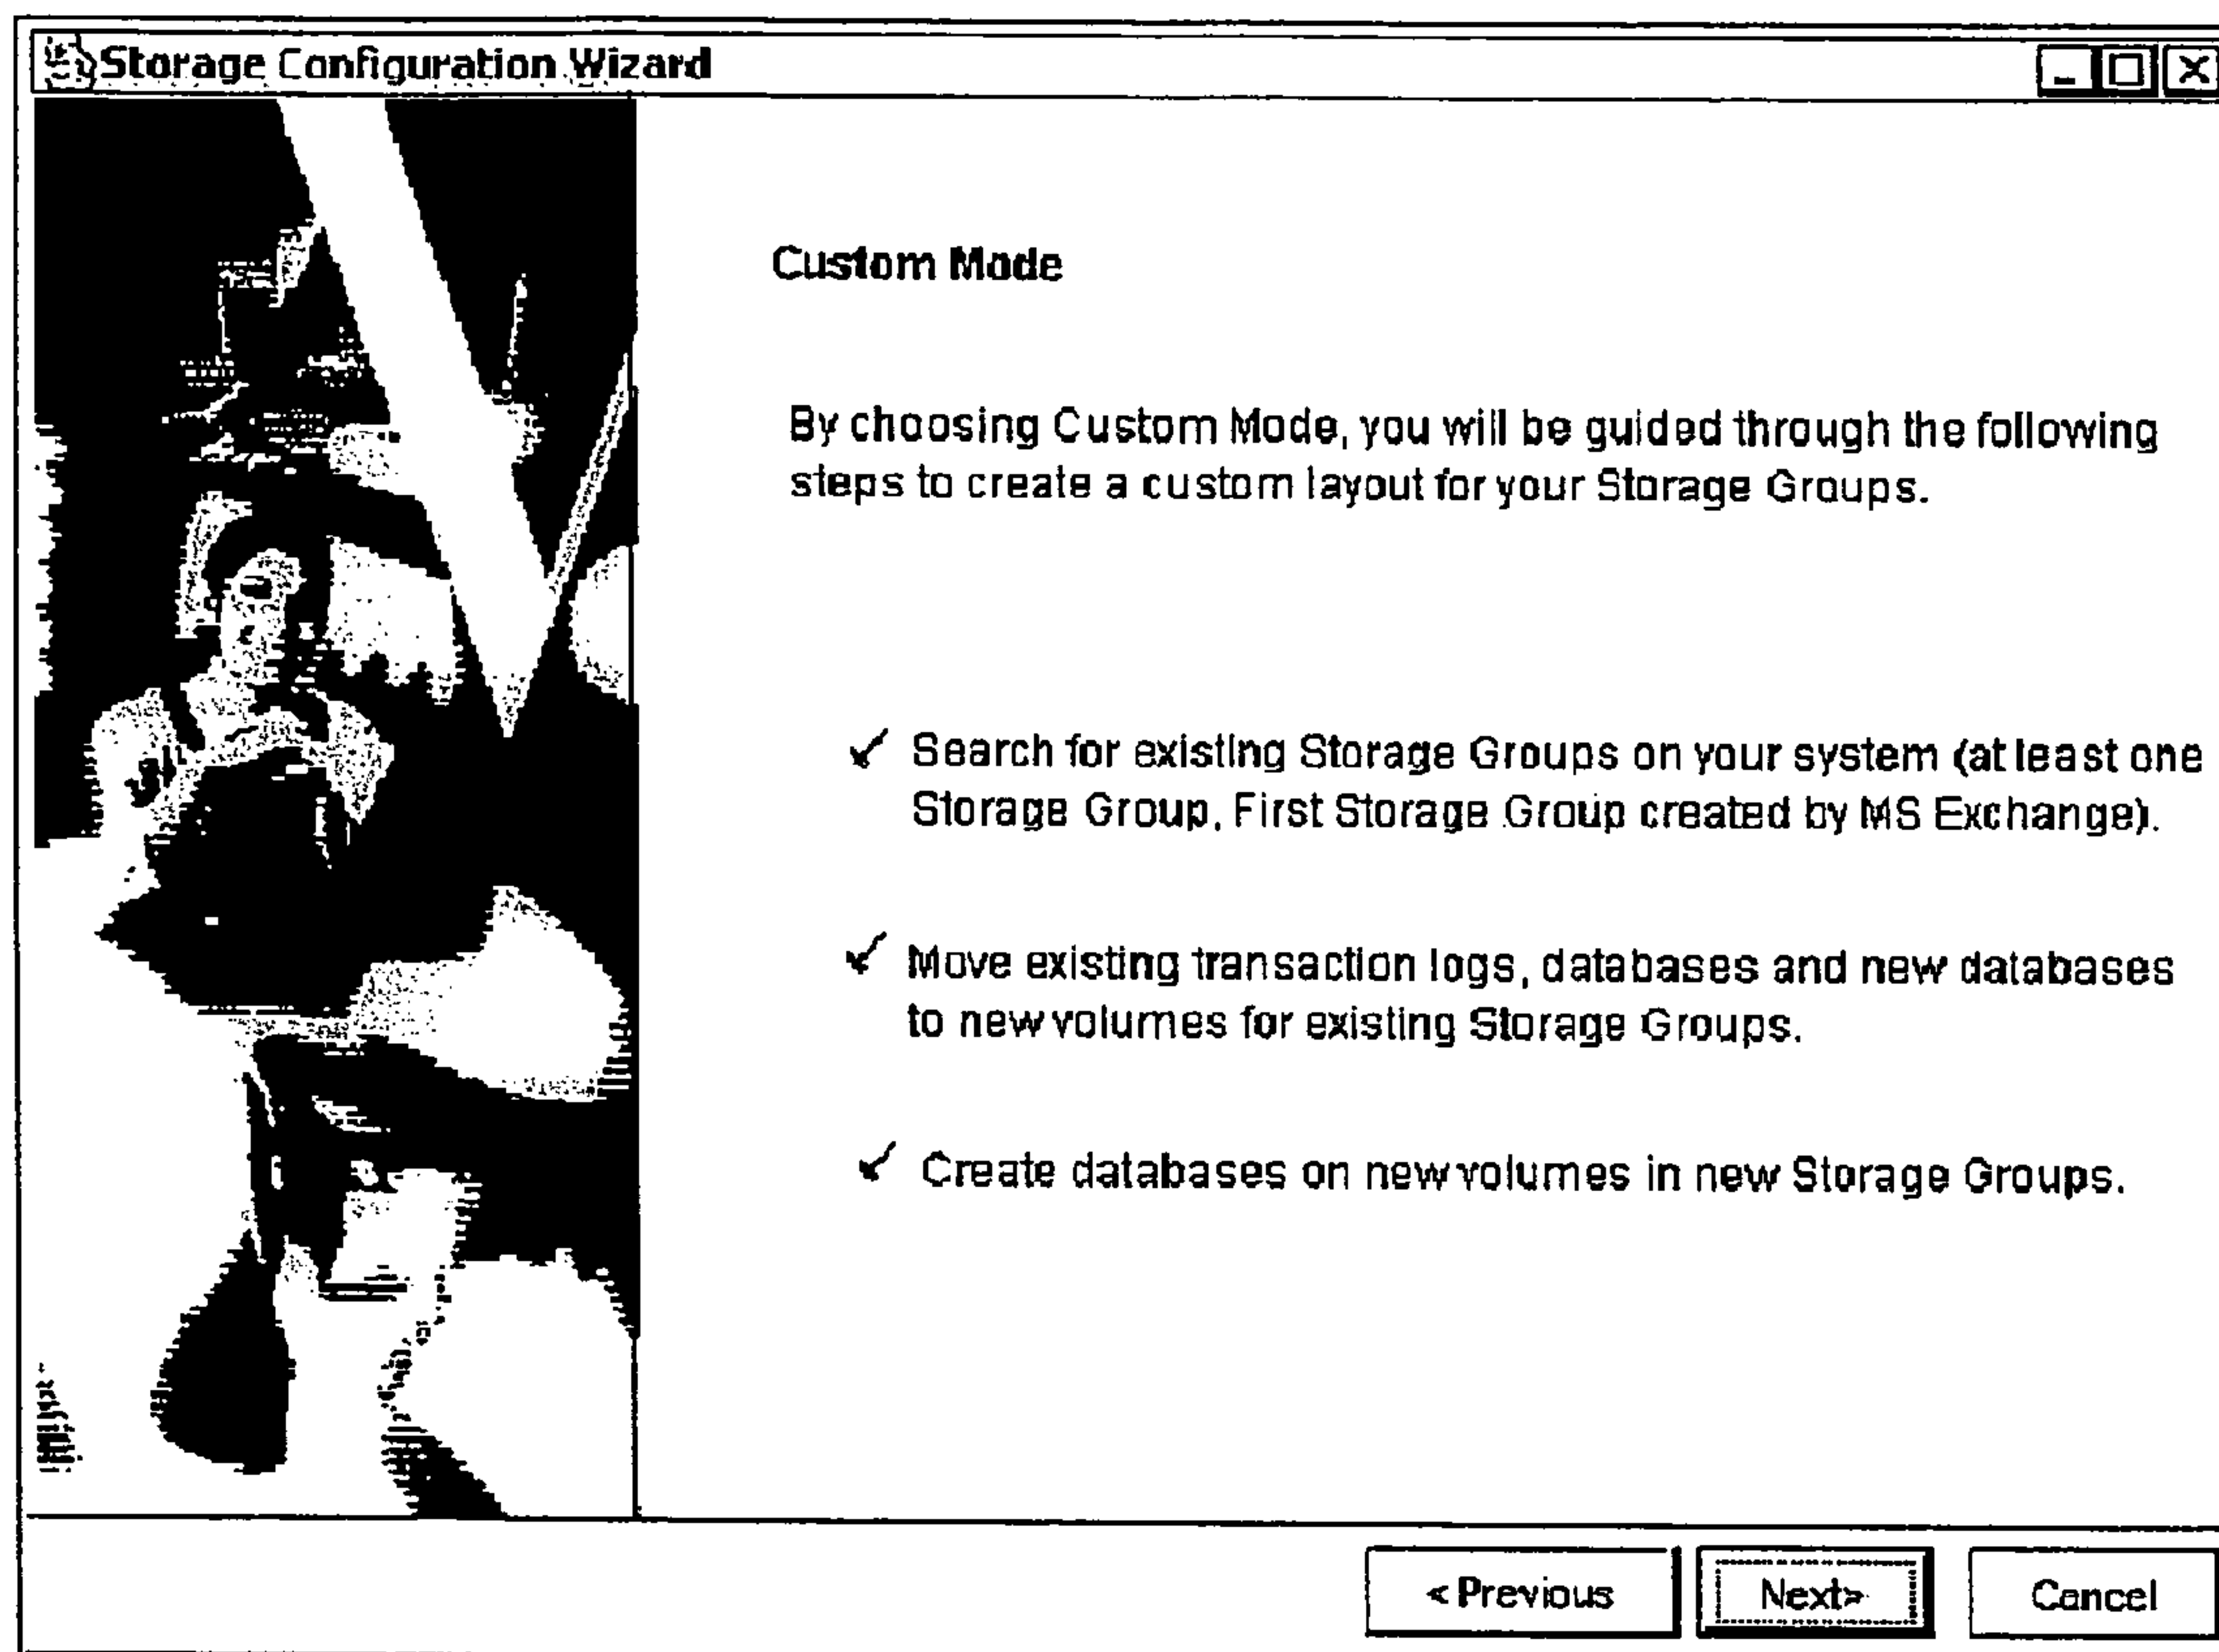 Storage Configuration Wizard
Custom Mode
By choosing Custom Mode, you will be guided through the following
steps to create a custom layout for your Storage Groups.
✓ Search for existing Storage Groups on your system (at least one
Storage Group, First Storage Group created by MS Exchange).
✓ Move existing transaction logs, databases and new databases
to new volumes for existing Storage Groups.
✓ Create databases on new volumes in new Storage Groups.
< Previous Next> Cancel